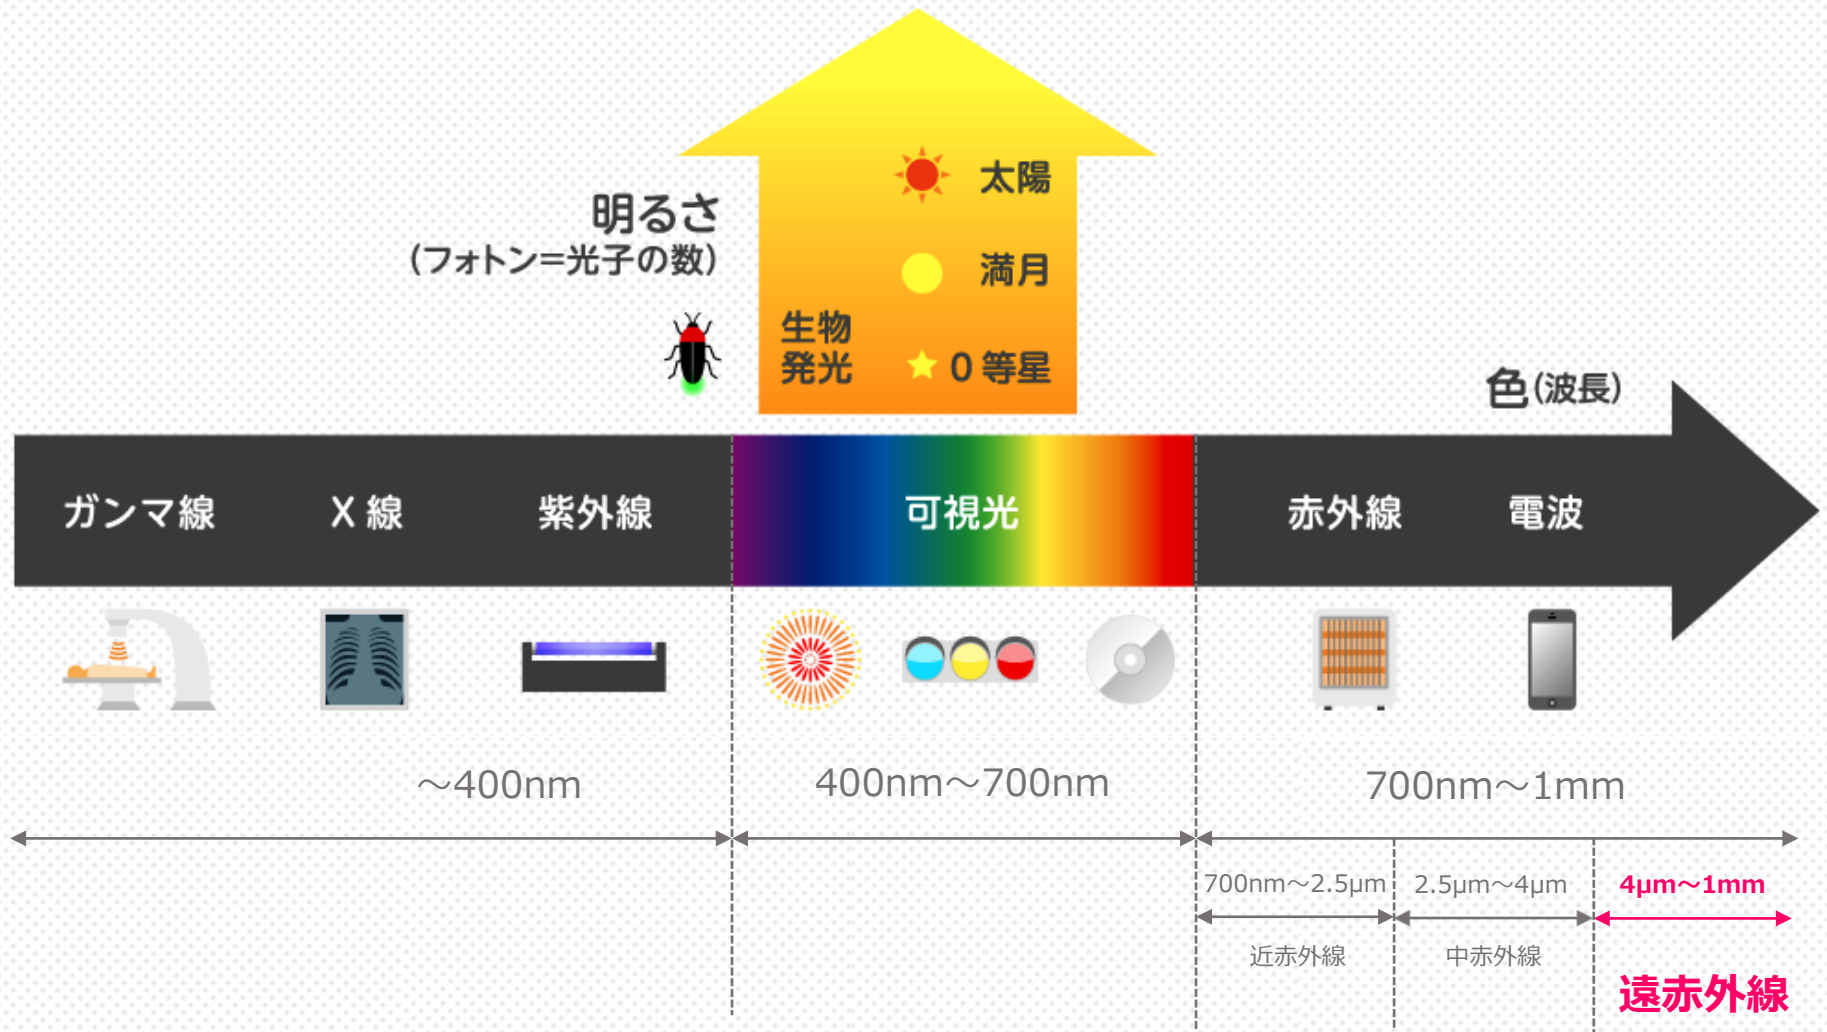 太陽
明るさ
(フォトン＝光子の数)
満月
生物
発光
0 等星
色(波長)
ガンマ線
X 線
紫外線
可視光
赤外線
電波
～400nm
400nm～700nm
700nm～1mm
700nm～2.5μm
2.5μm～4μm
4μm～1mm
近赤外線
中赤外線
遠赤外線